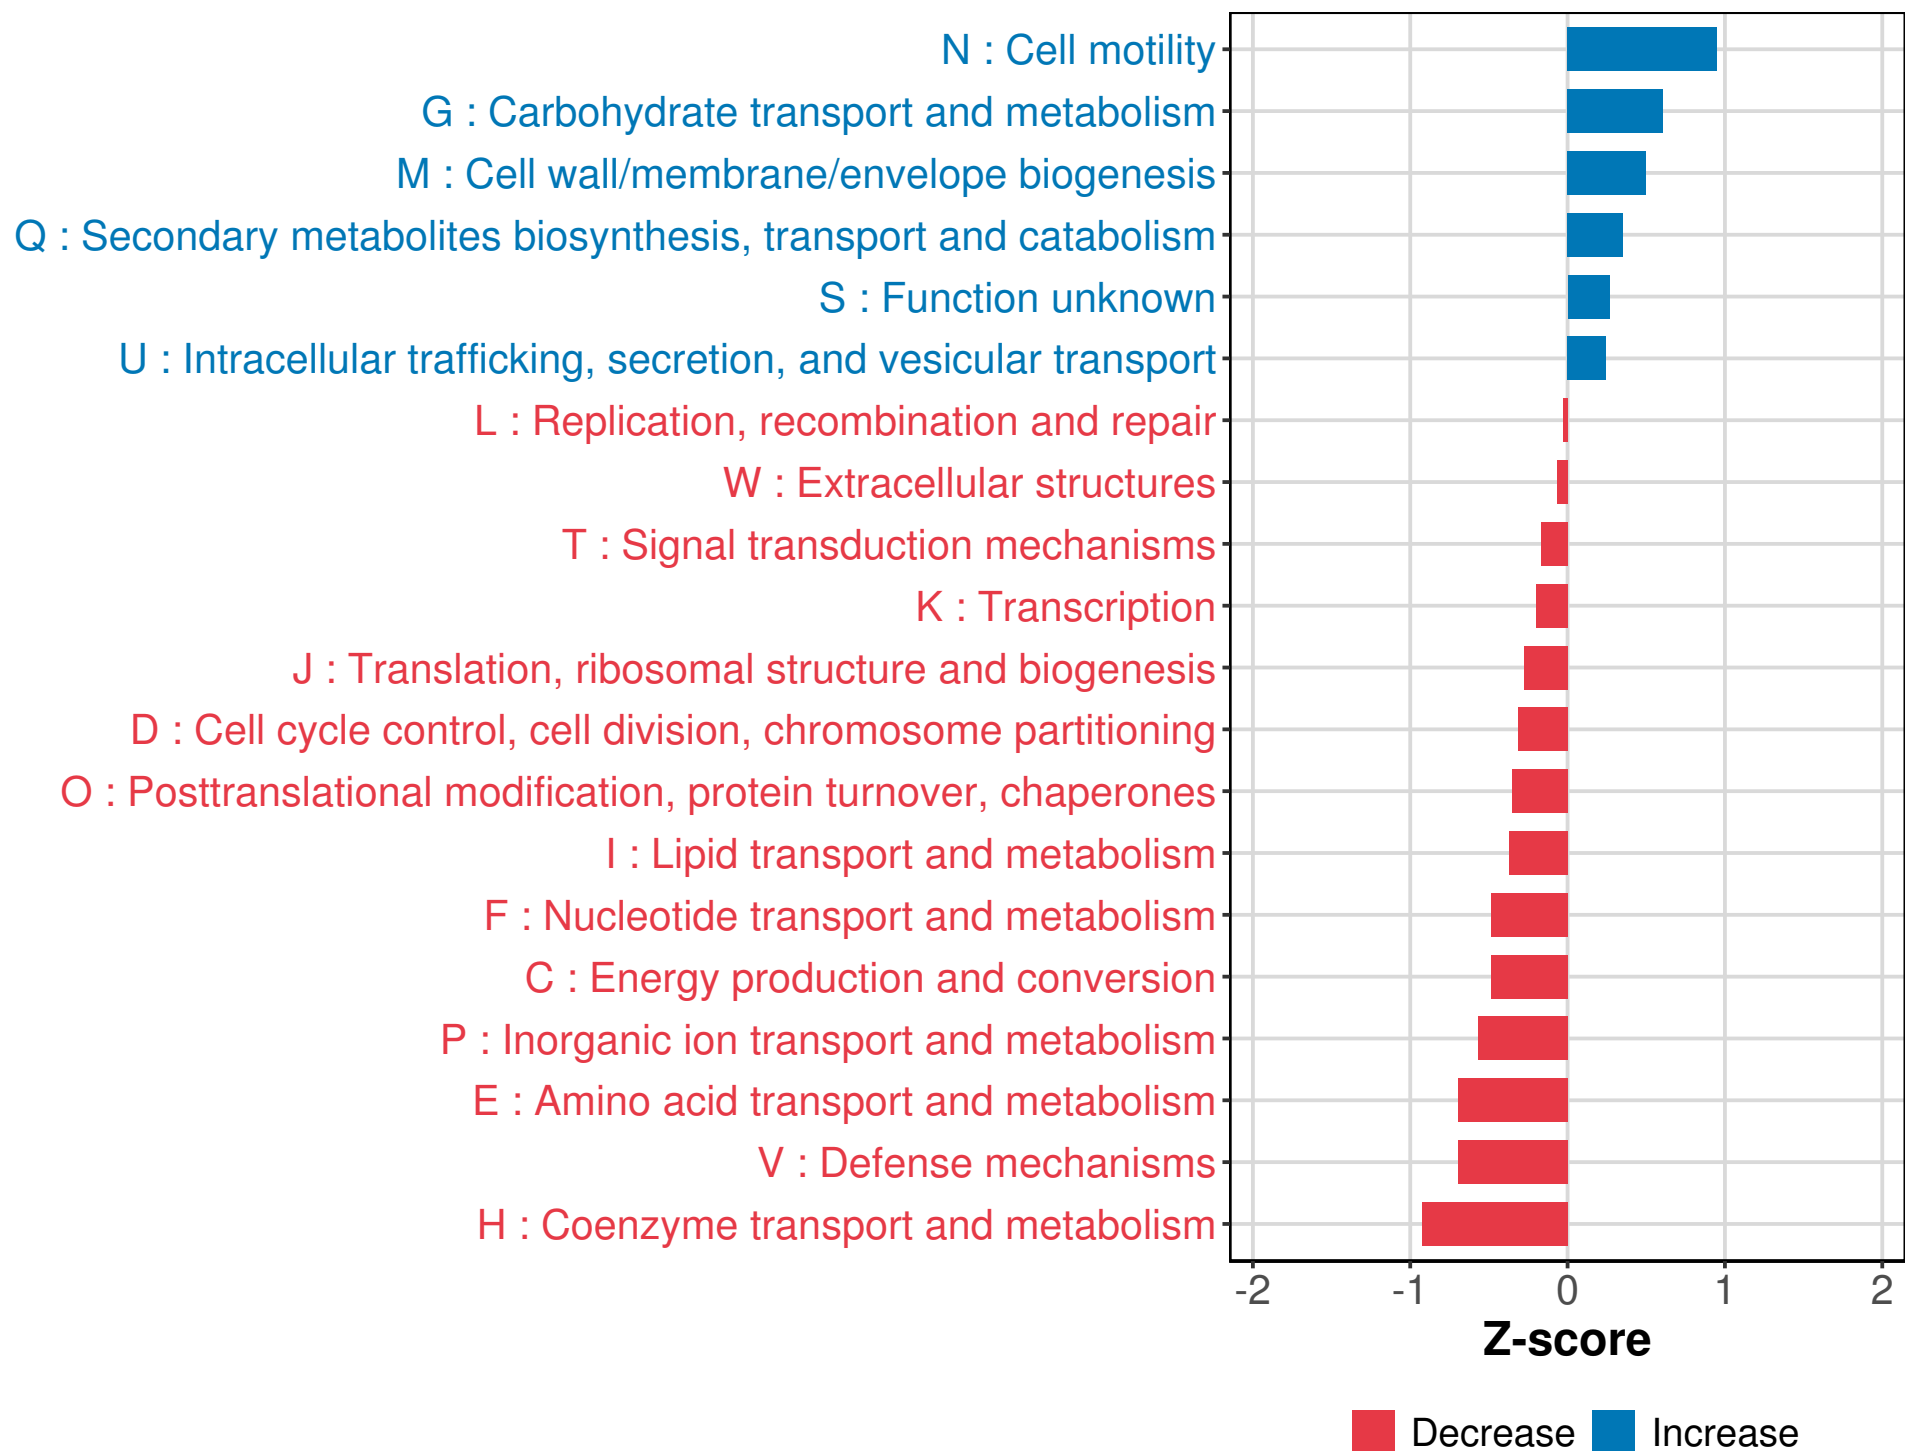 N : Cell motility
G : Carbohydrate transport and metabolism
M : Cell wall/membrane/envelope biogenesis
Q : Secondary metabolites biosynthesis, transport and catabolism
S : Function unknown
U : Intracellular trafficking, secretion, and vesicular transport
L : Replication, recombination and repair
W : Extracellular structures
T : Signal transduction mechanisms
K : Transcription
J : Translation, ribosomal structure and biogenesis
D : Cell cycle control, cell division, chromosome partitioning
O : Posttranslational modification, protein turnover, chaperones
I : Lipid transport and metabolism
F : Nucleotide transport and metabolism
C : Energy production and conversion
P : Inorganic ion transport and metabolism
E : Amino acid transport and metabolism
V : Defense mechanisms
H : Coenzyme transport and metabolism
-2 -1 0 1 2
Z-score
Decrease Increase